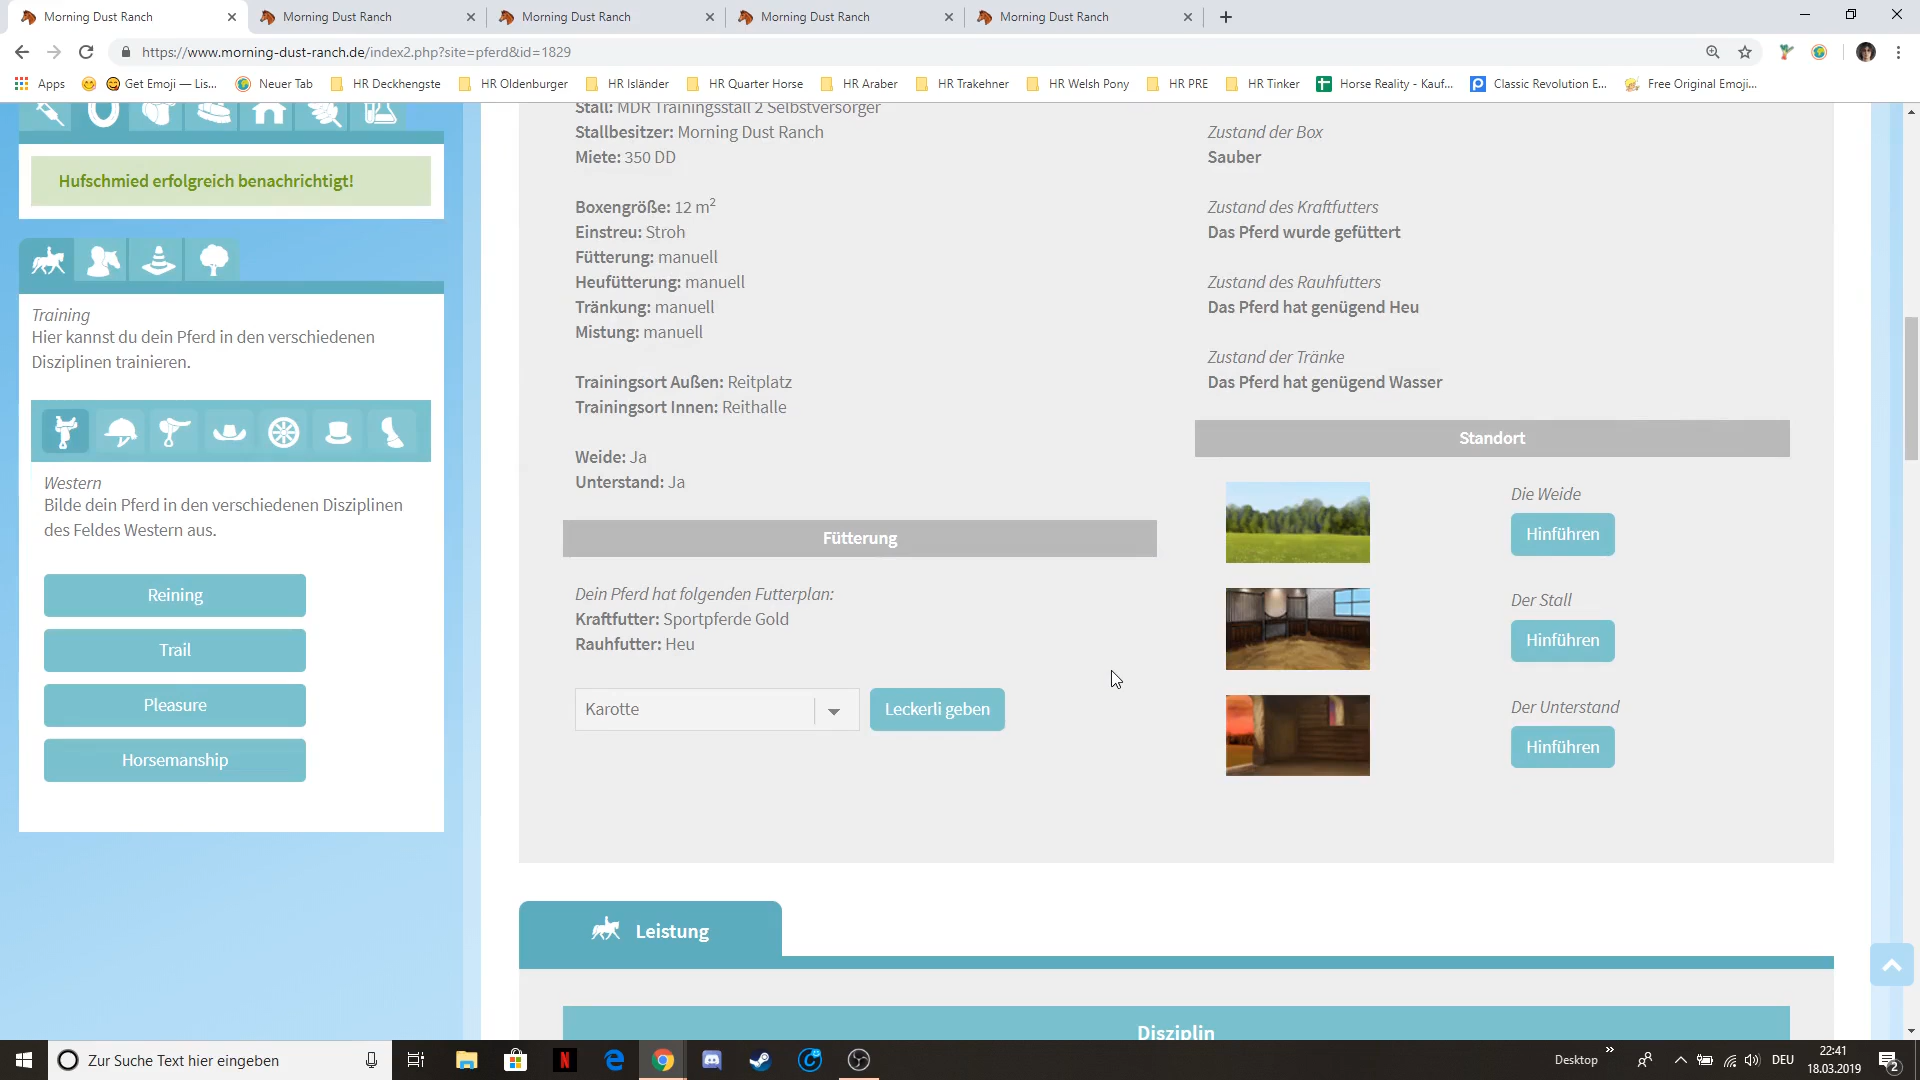 Morning Dust Ranch
Morning Dust Ranch
Morning Dust Ranch
Morning Dust Ranch
Morning Dust Ranch
https://www.morning-dust-ranch.de/index2.php?site=pferd&id=1829
Apps
Get Emoji — Lis...
Neuer Tab
HR Deckhengste
HR Oldenburger
HR Isländer
HR Quarter Horse
HR Araber
HR Trakehner
HR Welsh Pony
HR PRE
HR Tinker
Horse Reality - Kauf...
Classic Revolution E...
Free Original Emoji...
Hufschmied erfolgreich benachrichtigt!
Training
Hier kannst du dein Pferd in den verschiedenen
Disziplinen trainieren.
Western
Bilde dein Pferd in den verschiedenen Disziplinen
des Feldes Western aus.
Reining
Trail
Pleasure
Horsemanship
Stall: MDR Trainingsstall 2 Selbstversorger
Stallbesitzer: Morning Dust Ranch
Miete: 350 DD
Boxengröße: 12 m²
Einstreu: Stroh
Fütterung: manuell
Heufütterung: manuell
Tränkung: manuell
Mistung: manuell
Trainingsort Außen: Reitplatz
Trainingsort Innen: Reithalle
Weide: Ja
Unterstand: Ja
Fütterung
Dein Pferd hat folgenden Futterplan:
Kraftfutter: Sportpferde Gold
Rauhfutter: Heu
Karotte
Leckerli geben
Zustand der Box
Sauber
Zustand des Kraftfutters
Das Pferd wurde gefüttert
Zustand des Rauhfutters
Das Pferd hat genügend Heu
Zustand der Tränke
Das Pferd hat genügend Wasser
Standort
Die Weide
Hinführen
Der Stall
Hinführen
Der Unterstand
Hinführen
Leistung
Disziplin
Zur Suche Text hier eingeben
Desktop
DEU
22:41
18.03.2019
2